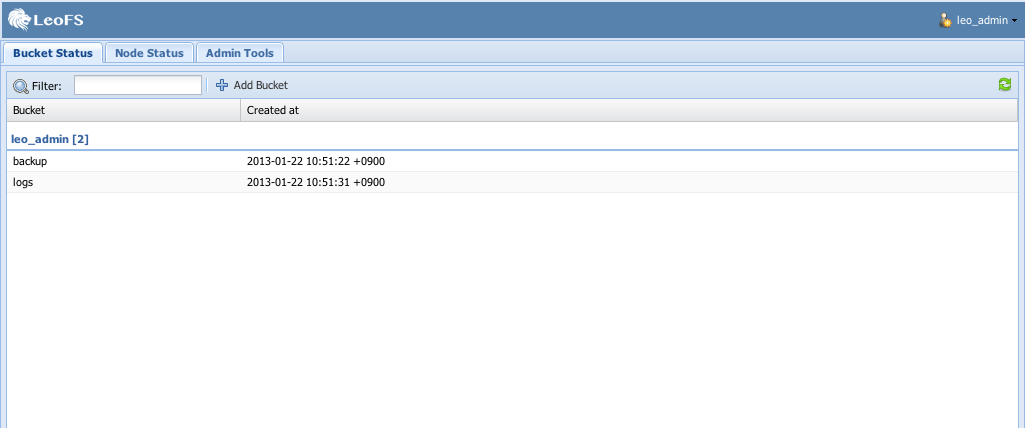 LeoFS leo_admin
Bucket Status Node Status Admin Tools
Filter: Add Bucket
Bucket Created at
leo_admin [2]
backup 2013-01-22 10:51:22 +0900
logs 2013-01-22 10:51:31 +0900